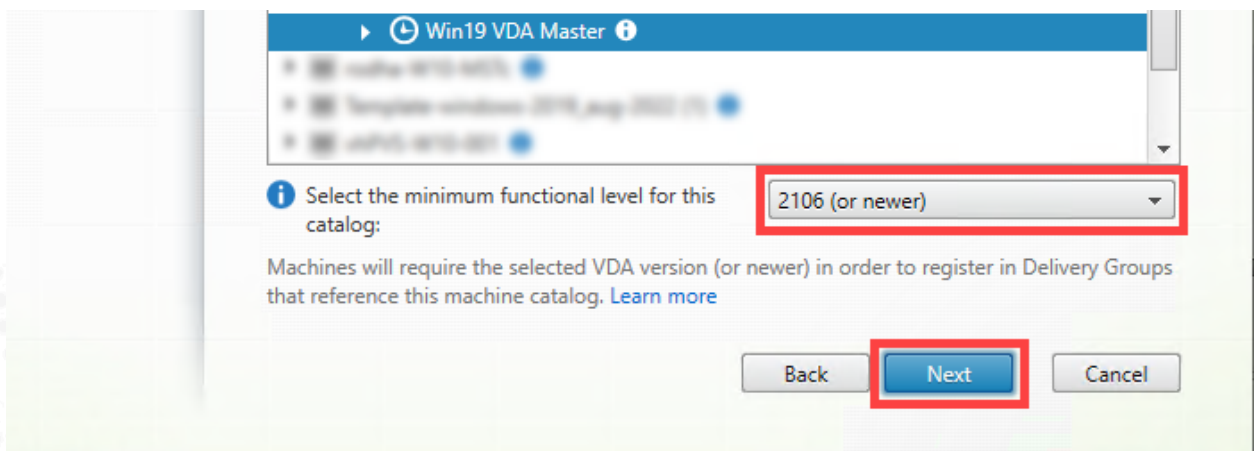 Win19 VDA Master
Select the minimum functional level for this
catalog:
2106 (or newer)
Machines will require the selected VDA version (or newer) in order to register in Delivery Groups
that reference this machine catalog. Learn more
Back
Next
Cancel